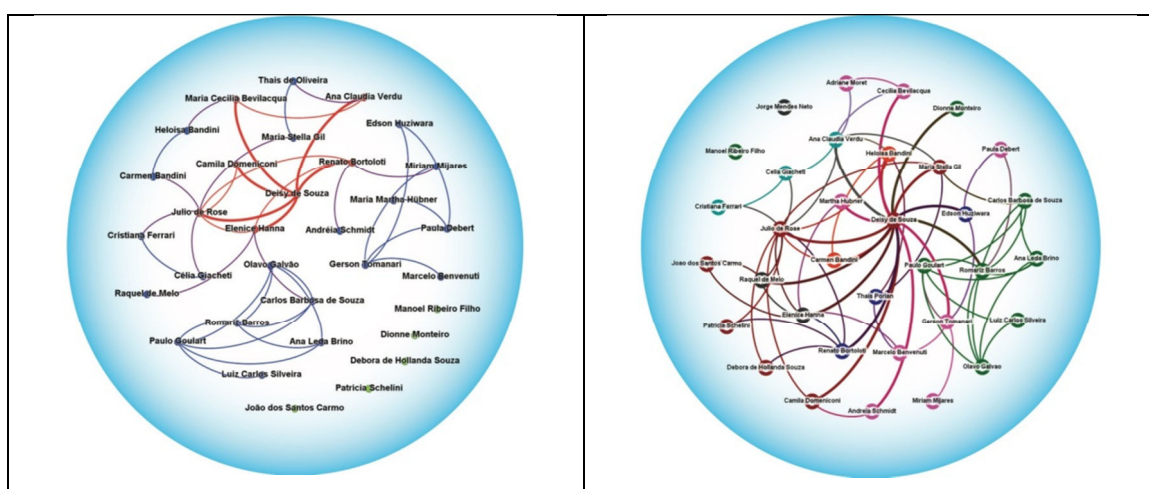 Thais de Oliveira
Maria Cecilia Bevilacqua
Ana Claudia Verdu
Edson Huziwara
Heloisa Bandini
Maria Stella Gil
Camila Domeniconi
Renato Bortoloti
Miriam Mijares
Carmen Bandini
Deisy de Souza
Maria Martha Hübner
Julio de Rose
Elenice Hanna
Andréia Schmidt
Paula Debert
Cristiana Ferrari
Olavo Galvão
Gerson Tomanari
Célia Giacheti
Marcelo Benvenuti
Raquel de Melo
Carlos Barbosa de Souza
Manoel Ribeiro Filho
Romariz Barros
Dionne Monteiro
Paulo Goulart
Ana Leda Brino
Debora de Hollanda Souza
Luiz Carlos Silveira
Patricia Schelini
João dos Santos Carmo
Adriane Moret
Cecilia Bevilacqua
Jorge Mendes Neto
Dionne Monteiro
Ana Claudia Verdu
Manoel Ribeiro Filho
Heloisa Bandini
Paula Debert
Maria Stella Gil
Celia Giacheti
Cristiana Ferrari
Martha Hubner
Carlos Barbosa de Souza
Edson Huziwara
Deisy de Souza
Julio de Rose
Carmen Bandini
Joao dos Santos Carmo
Paulo Goulart
Ana Leda Brino
Romariz Barros
Raquel de Melo
Thais Porlan
Elenice Hanna
Gerson Tomanari
Luiz Carlos Silveira
Patricia Schelini
Renato Bortoloti
Marcelo Benvenuti
Debora de Hollanda Souza
Olavo Galvao
Camila Domeniconi
Miriam Mijares
Andreia Schmidt